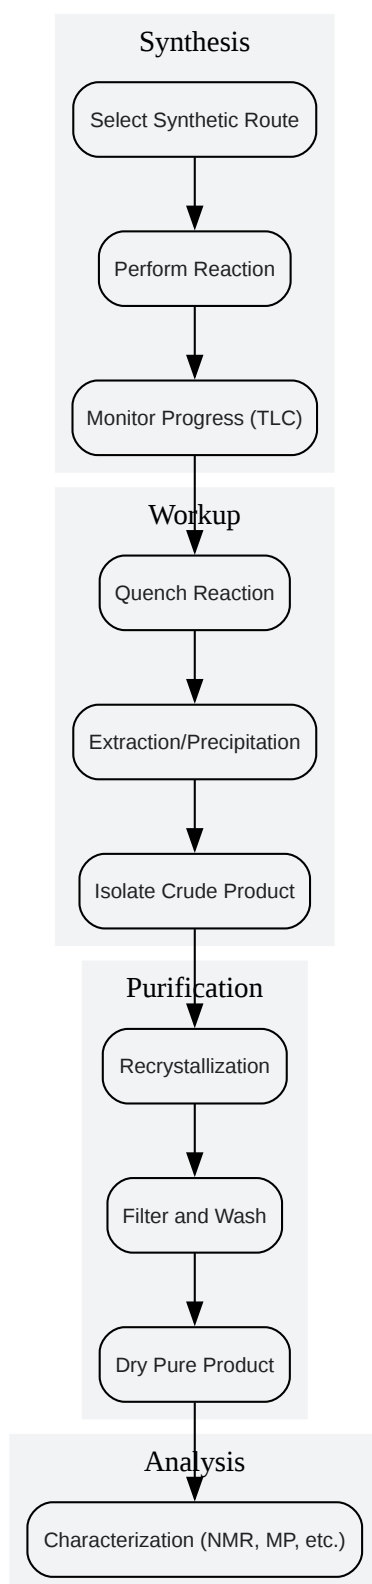 Synthesis
Select Synthetic Route
Perform Reaction
Monitor Progress (TLC)
Workup
Quench Reaction
Extraction/Precipitation
Isolate Crude Product
Purification
Recrystallization
Filter and Wash
Dry Pure Product
Analysis
Characterization (NMR, MP, etc.)